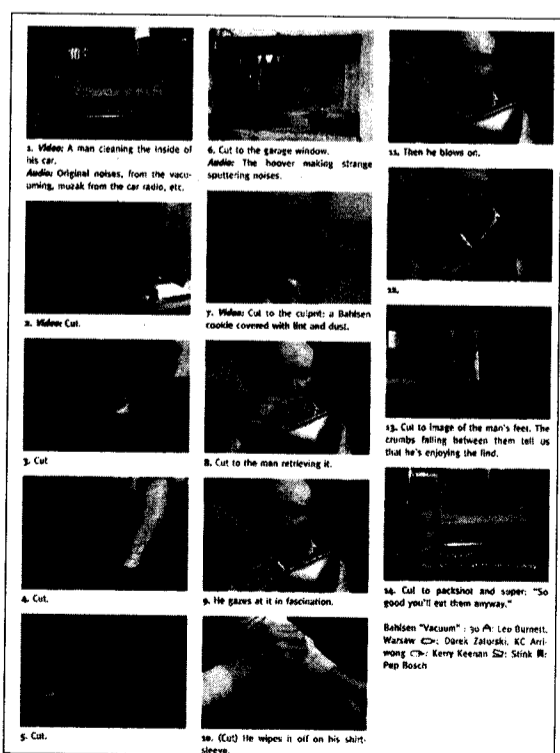 1. Video: A man cleaning the inside of
his car.
Audio: Original noises, from the vacu-
uming, muzak from the car radio, etc.
2. Video: Cut.
3. Cut
4. Cut.
5. Cut.
6. Cut to the garage window.
Audio: The hoover making strange
sputtering noises.
7. Video: Cut to the culprit: a Bahlsen
cookie covered with lint and dust.
8. Cut to the man retrieving it.
9. He gazes at it in fascination.
10. (Cut) He wipes it off on his shirt-
sleeve.
11. Then he blows on.
12.
13. Cut to image of the man's feet. The
crumbs falling between them tell us
that he's enjoying the find.
14. Cut to packshot and super: "So
good you'll eat them anyway."
Bahlsen "Vacuum" : 30 A: Leo Burnett,
Warsaw : Darek Zatorski, KC Arri-
wong : Kerry Keenan : Stink :
Pep Bosch